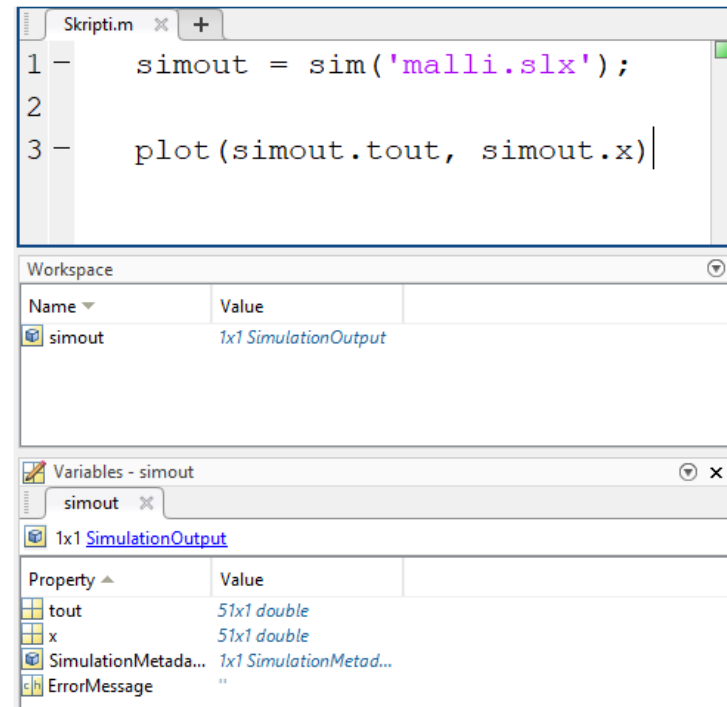 Skripti.m × +
1 – simout = sim('malli.slx');
2
3 – plot(simout.tout, simout.x)
Workspace
Name Value
simout 1x1 SimulationOutput
Variables - simout
simout ×
1x1 SimulationOutput
Property Value
tout 51x1 double
x 51x1 double
SimulationMetada... 1x1 SimulationMetad...
ch ErrorMessage ''